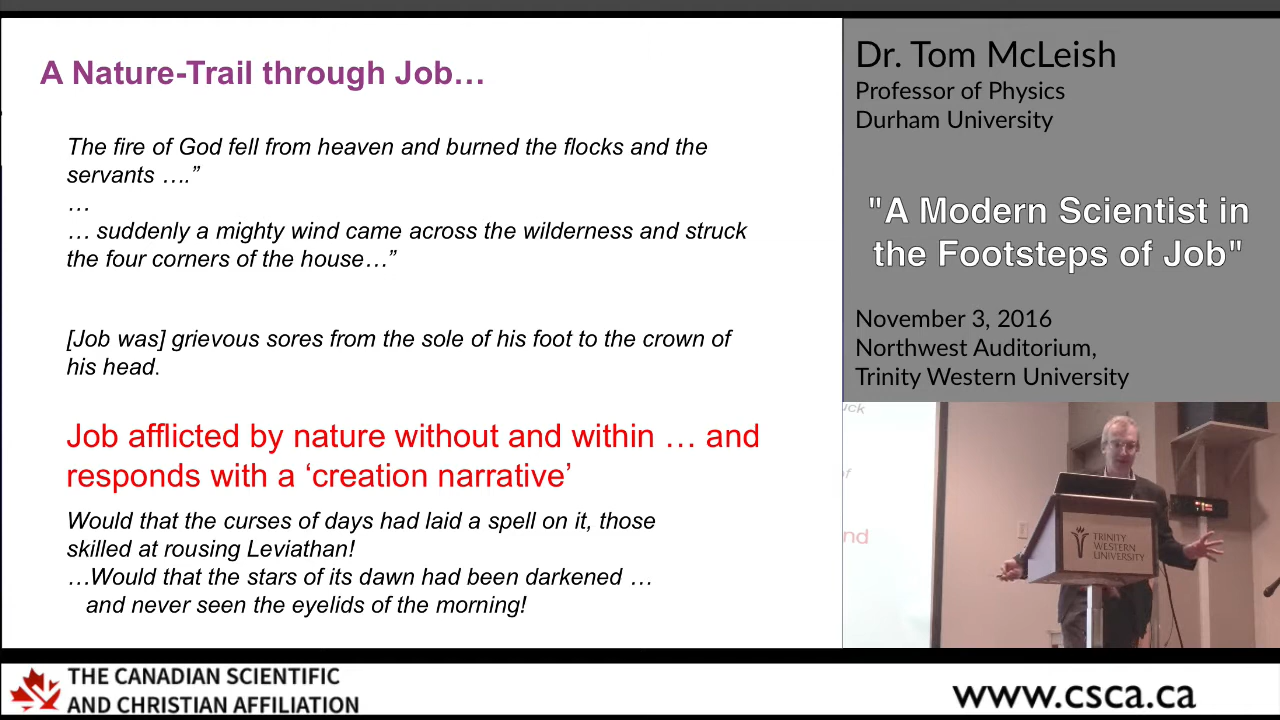 A Nature-Trail through Job…
The fire of God fell from heaven and burned the flocks and the
servants ….”
…
… suddenly a mighty wind came across the wilderness and struck
the four corners of the house…”
[Job was] grievous sores from the sole of his foot to the crown of
his head.
Job afflicted by nature without and within … and
responds with a ‘creation narrative’
Would that the curses of days had laid a spell on it, those
skilled at rousing Leviathan!
…Would that the stars of its dawn had been darkened …
and never seen the eyelids of the morning!
Dr. Tom McLeish
Professor of Physics
Durham University
"A Modern Scientist in
the Footsteps of Job"
November 3, 2016
Northwest Auditorium,
Trinity Western University
uck
of
nd
TRINITY
WESTERN
UNIVERSITY
THE CANADIAN SCIENTIFIC
AND CHRISTIAN AFFILIATION
www.csca.ca